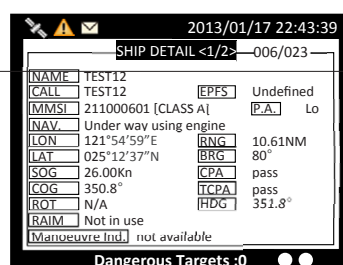 2013/01/17 22:43:39
SHIP DETAIL <1/2> 006/023
NAME TEST12
CALL TEST12 EPFS Undefined
MMSI 211000601 [CLASS A[ P.A. Lo
NAV. Under way using engine
LON 121°54'59"E RNG 10.61NM
LAT 025°12'37"N BRG 80°
SOG 26.00Kn CPA pass
COG 350.8° TCPA pass
ROT N/A HDG 351.8°
RAIM Not in use
Manoeuvre Ind. not available
Dangerous Targets :0